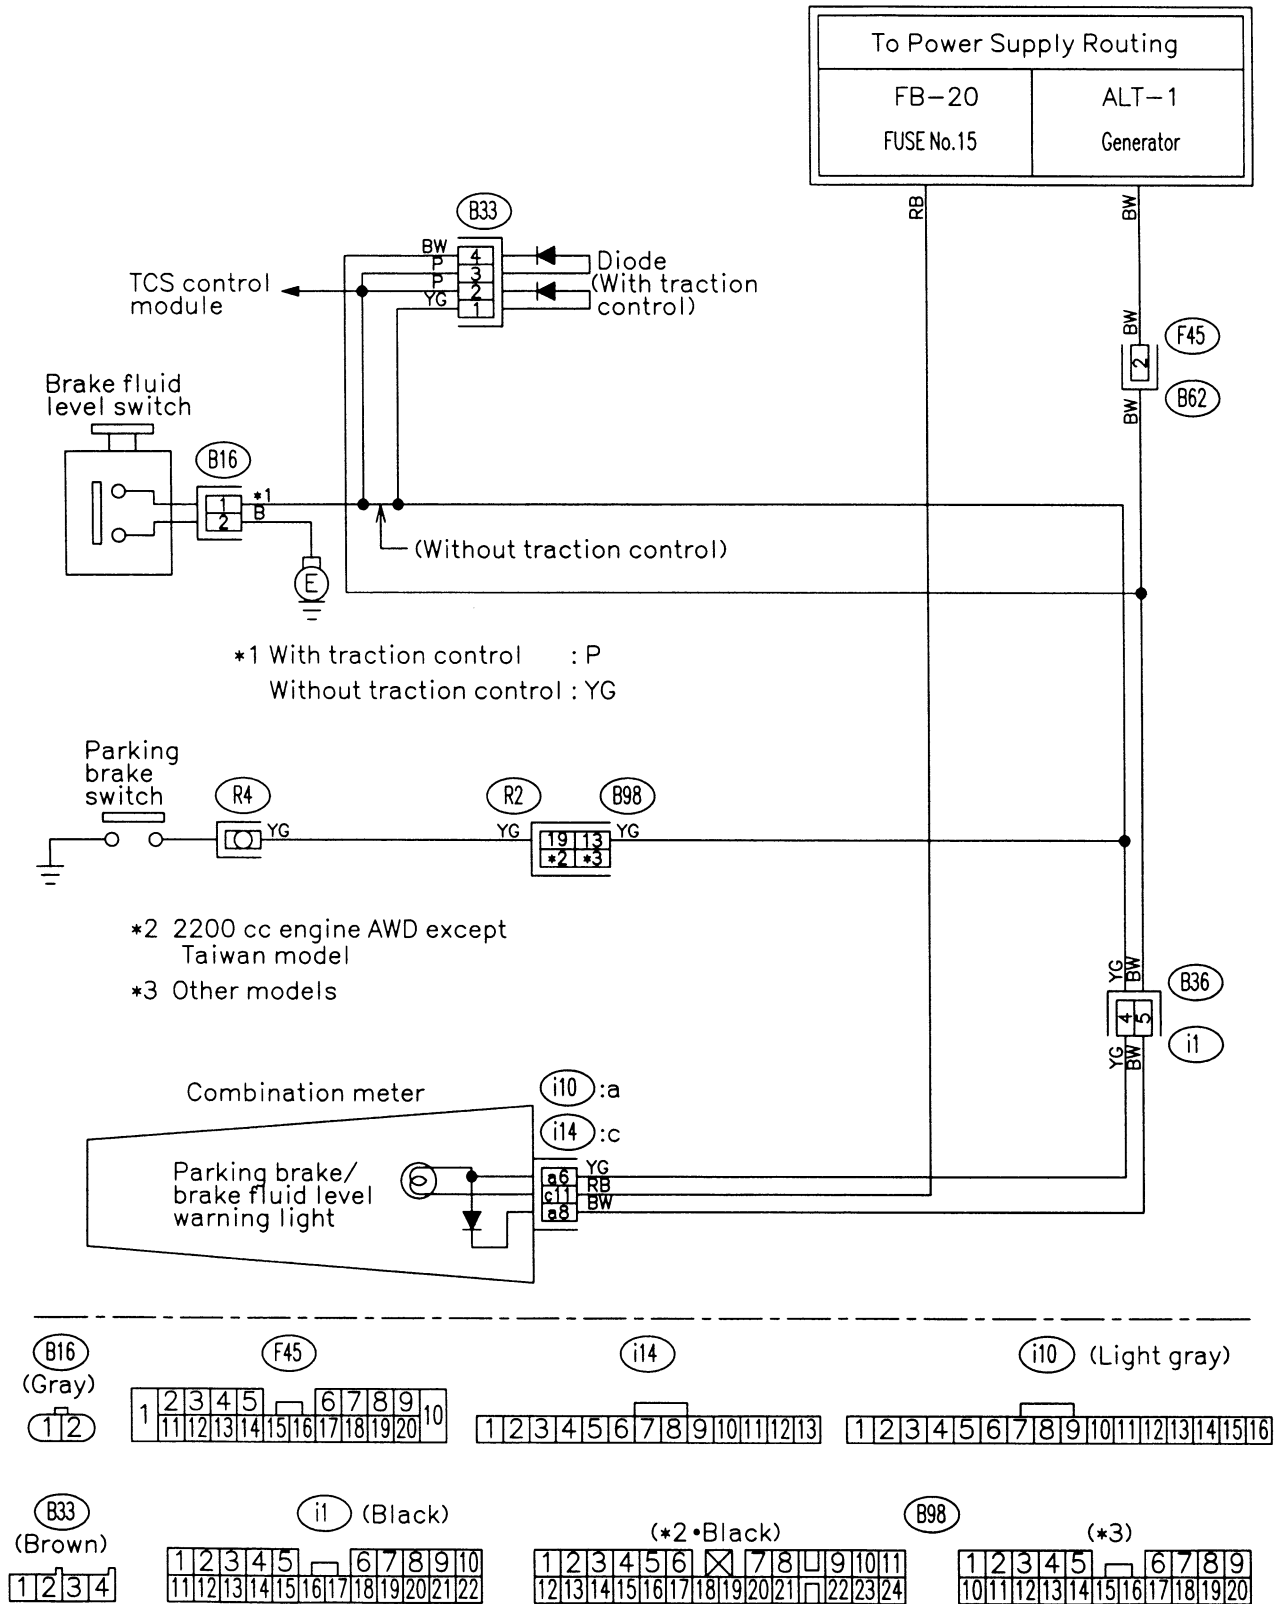 To Power Supply Routing
FB-20
FUSE No.15
ALT-1
Generator
RB
BW
B33
BW
P
P
YG
4
3
2
1
Diode
(With traction
control)
TCS control
module
BW
2
BW
F45
B62
Brake fluid
level switch
B16
1
2
*1
B
(Without traction control)
E
*1 With traction control : P
Without traction control : YG
Parking
brake
switch
R4
YG
R2
B98
YG
19 13
*2 *3
YG
*2 2200 cc engine AWD except
Taiwan model
*3 Other models
YG
BW
B36
4 5
i1
YG
BW
Combination meter
i10 :a
i14 :c
Parking brake/
brake fluid level
warning light
a6
c11
a8
YG
RB
BW
B16
(Gray)
1 2
F45
1 2 3 4 5 6 7 8 9 10
11 12 13 14 15 16 17 18 19 20
i14
1 2 3 4 5 6 7 8 9 10 11 12 13
i10 (Light gray)
1 2 3 4 5 6 7 8 9 10 11 12 13 14 15 16
B33
(Brown)
1 2 3 4
i1 (Black)
1 2 3 4 5 6 7 8 9 10
11 12 13 14 15 16 17 18 19 20 21 22
B98
(*2•Black)
1 2 3 4 5 6 7 8 9 10 11
12 13 14 15 16 17 18 19 20 21 22 23 24
(*3)
1 2 3 4 5 6 7 8 9
10 11 12 13 14 15 16 17 18 19 20